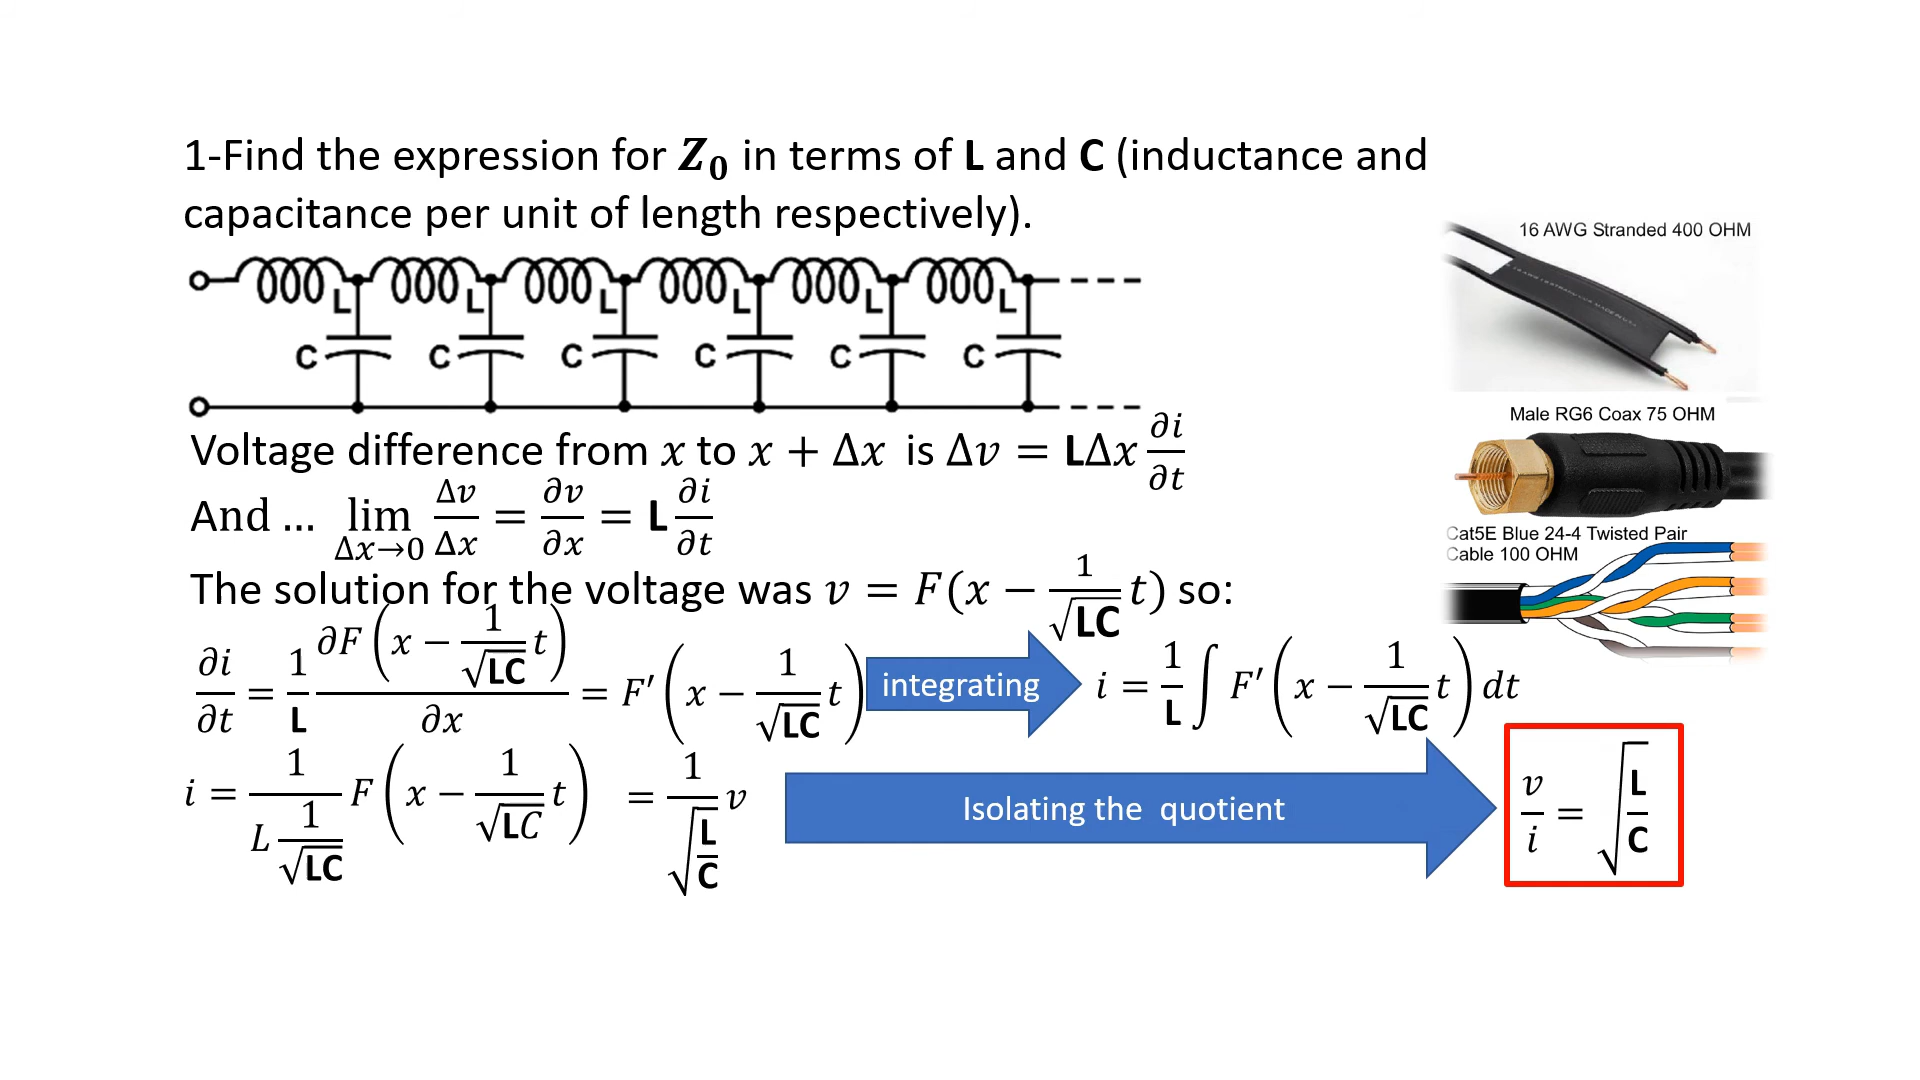 1-Find the expression for Z₀ in terms of L and C (inductance and
capacitance per unit of length respectively).
16 AWG Stranded 400 OHM
L L L L L L
C C C C C C
Male RG6 Coax 75 OHM
Voltage difference from x to x + Δx is Δv = LΔx ∂i/∂t
And ... lim Δx→0 Δv/Δx = ∂v/∂x = L ∂i/∂t
Cat5E Blue 24-4 Twisted Pair
Cable 100 OHM
The solution for the voltage was v = F(x − 1/√LC t) so:
∂i/∂t = 1/L ∂F(x − 1/√LC t)/∂x = F′(x − 1/√LC t)
integrating
i = 1/L ∫ F′(x − 1/√LC t) dt
i = 1/(L 1/√LC) F(x − 1/√LC t) = 1/√(L/C) v
Isolating the quotient
v/i = √(L/C)